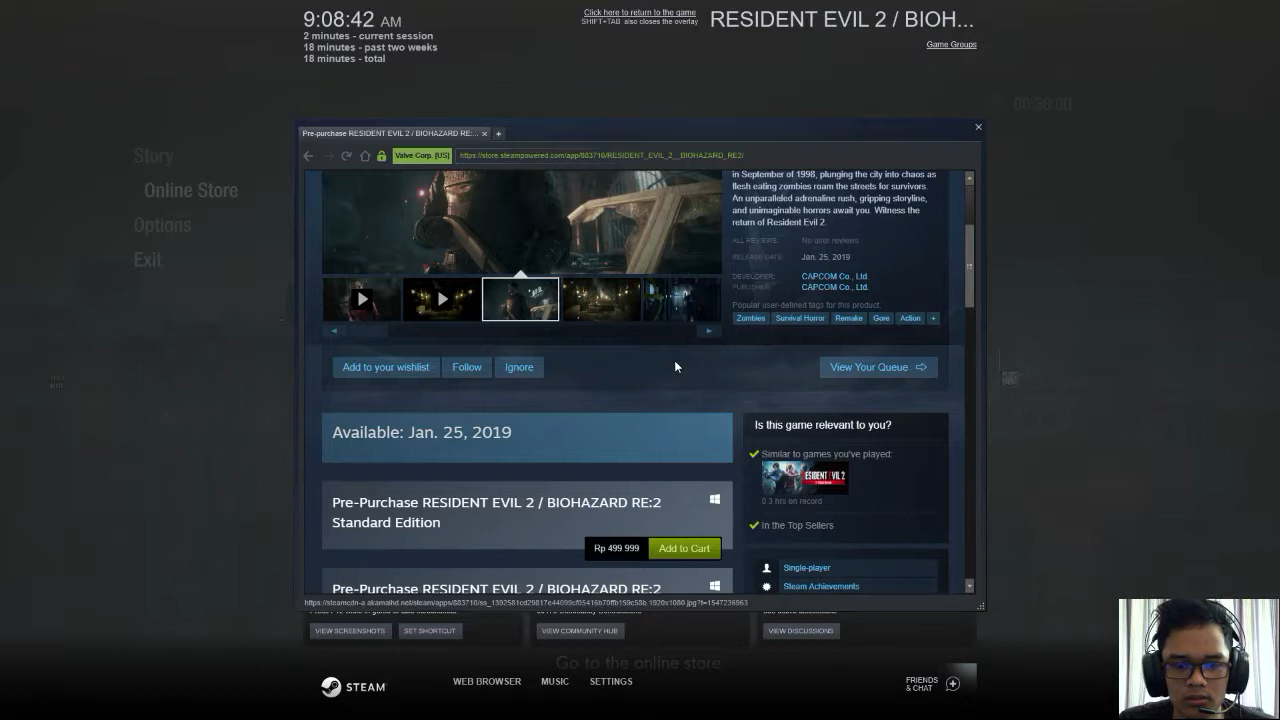 9:08:42 AM
2 minutes - current session
18 minutes - past two weeks
18 minutes - total
Click here to return to the game
SHIFT+TAB also closes the overlay
RESIDENT EVIL 2 / BIOH...
Game Groups
00:30:00
Story
Online Store
Options
Exit
Pre-purchase RESIDENT EVIL 2 / BIOHAZARD RE:...
Valve Corp. [US]
https://store.steampowered.com/app/883710/RESIDENT_EVIL_2__BIOHAZARD_RE2/
in September of 1998, plunging the city into chaos as
flesh eating zombies roam the streets for survivors.
An unparalleled adrenaline rush, gripping storyline,
and unimaginable horrors await you. Witness the
return of Resident Evil 2.
ALL REVIEWS: No user reviews
RELEASE DATE: Jan. 25, 2019
DEVELOPER: CAPCOM Co., Ltd.
PUBLISHER: CAPCOM Co., Ltd.
Popular user-defined tags for this product:
Zombies Survival Horror Remake Gore Action +
Add to your wishlist Follow Ignore View Your Queue
Available: Jan. 25, 2019
Is this game relevant to you?
Similar to games you've played:
RESIDENT EVIL 2
0.3 hrs on record
In the Top Sellers
Pre-Purchase RESIDENT EVIL 2 / BIOHAZARD RE:2
Standard Edition
Rp 499 999 Add to Cart
Single-player
Steam Achievements
Pre-Purchase RESIDENT EVIL 2 / BIOHAZARD RE:2
VIEW SCREENSHOTS SET SHORTCUT VIEW COMMUNITY HUB VIEW DISCUSSIONS
Go to the online store
STEAM
WEB BROWSER MUSIC SETTINGS
FRIENDS
& CHAT